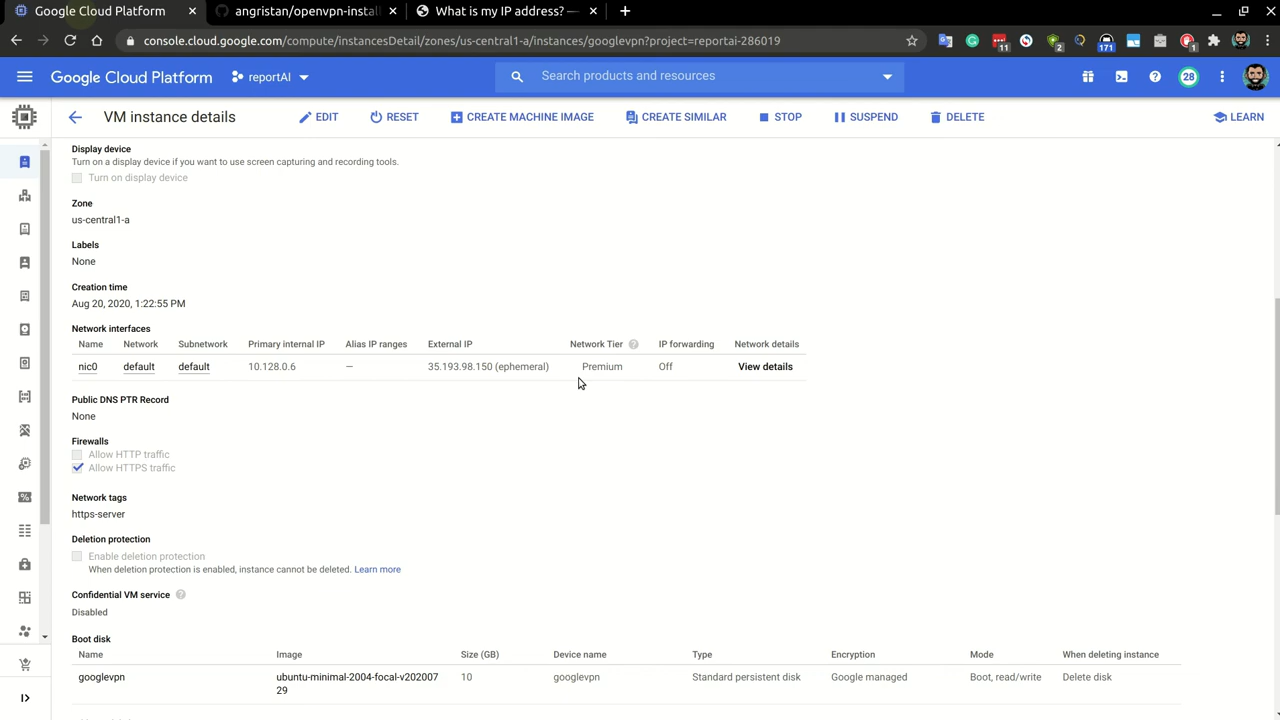 Google Cloud Platform
angristan/openvpn-instal
What is my IP address? —
console.cloud.google.com/compute/instancesDetail/zones/us-central1-a/instances/googlevpn?project=reportai-286019
11
2
171
1
Google Cloud Platform
reportAI
Search products and resources
28
VM instance details
EDIT
RESET
CREATE MACHINE IMAGE
CREATE SIMILAR
STOP
SUSPEND
DELETE
LEARN
Display device
Turn on a display device if you want to use screen capturing and recording tools.
Turn on display device
Zone
us-central1-a
Labels
None
Creation time
Aug 20, 2020, 1:22:55 PM
Network interfaces
Name Network Subnetwork Primary internal IP Alias IP ranges External IP Network Tier ? IP forwarding Network details
nic0 default default 10.128.0.6 — 35.193.98.150 (ephemeral) Premium Off View details
Public DNS PTR Record
None
Firewalls
Allow HTTP traffic
Allow HTTPS traffic
Network tags
https-server
Deletion protection
Enable deletion protection
When deletion protection is enabled, instance cannot be deleted. Learn more
Confidential VM service ?
Disabled
Boot disk
Name Image Size (GB) Device name Type Encryption Mode When deleting instance
googlevpn ubuntu-minimal-2004-focal-v202007 10 googlevpn Standard persistent disk Google managed Boot, read/write Delete disk
29